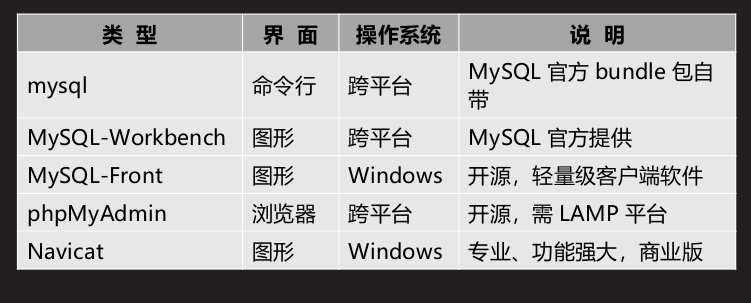 类 型 界 面 操作系统 说 明
mysql 命令行 跨平台 MySQL 官方 bundle 包自
带
MySQL-Workbench 图形 跨平台 MySQL 官方提供
MySQL-Front 图形 Windows 开源，轻量级客户端软件
phpMyAdmin 浏览器 跨平台 开源，需 LAMP 平台
Navicat 图形 Windows 专业、功能强大，商业版